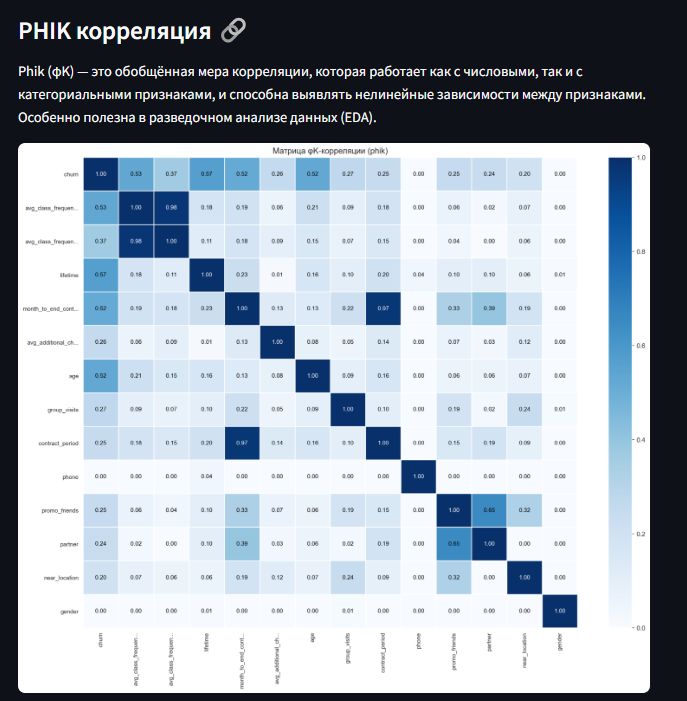 PHIK корреляция
Phik (φK) — это обобщённая мера корреляции, которая работает как с числовыми, так и с
категориальными признаками, и способна выявлять нелинейные зависимости между признаками.
Особенно полезна в разведочном анализе данных (EDA).
Матрица φK-корреляции (phik)
churn 1.00 0.53 0.37 0.57 0.52 0.26 0.52 0.27 0.25 0.00 0.25 0.24 0.20 0.00
avg_class_frequen... 0.53 1.00 0.98 0.18 0.19 0.06 0.21 0.09 0.18 0.00 0.06 0.02 0.07 0.00
avg_class_frequen... 0.37 0.98 1.00 0.11 0.18 0.09 0.15 0.07 0.15 0.00 0.04 0.00 0.06 0.00
lifetime 0.57 0.18 0.11 1.00 0.23 0.01 0.16 0.10 0.20 0.04 0.10 0.10 0.06 0.01
month_to_end_cont... 0.52 0.19 0.18 0.23 1.00 0.13 0.13 0.22 0.97 0.00 0.33 0.39 0.19 0.00
avg_additional_ch... 0.26 0.06 0.09 0.01 0.13 1.00 0.08 0.05 0.14 0.00 0.07 0.03 0.12 0.00
age 0.52 0.21 0.15 0.16 0.13 0.08 1.00 0.09 0.16 0.00 0.06 0.06 0.07 0.00
group_visits 0.27 0.09 0.07 0.10 0.22 0.05 0.09 1.00 0.10 0.00 0.19 0.02 0.24 0.01
contract_period 0.25 0.18 0.15 0.20 0.97 0.14 0.16 0.10 1.00 0.00 0.15 0.19 0.09 0.00
phone 0.00 0.00 0.00 0.04 0.00 0.00 0.00 0.00 0.00 1.00 0.00 0.00 0.00 0.00
promo_friends 0.25 0.06 0.04 0.10 0.33 0.07 0.06 0.19 0.15 0.00 1.00 0.65 0.32 0.00
partner 0.24 0.02 0.00 0.10 0.39 0.03 0.06 0.02 0.19 0.00 0.65 1.00 0.00 0.00
near_location 0.20 0.07 0.06 0.06 0.19 0.12 0.07 0.24 0.09 0.00 0.32 0.00 1.00 0.00
gender 0.00 0.00 0.00 0.01 0.00 0.00 0.00 0.01 0.00 0.00 0.00 0.00 0.00 1.00
churn
avg_class_frequen...
avg_class_frequen...
lifetime
month_to_end_cont...
avg_additional_ch...
age
group_visits
contract_period
phone
promo_friends
partner
near_location
gender
1.0
0.8
0.6
0.4
0.2
0.0